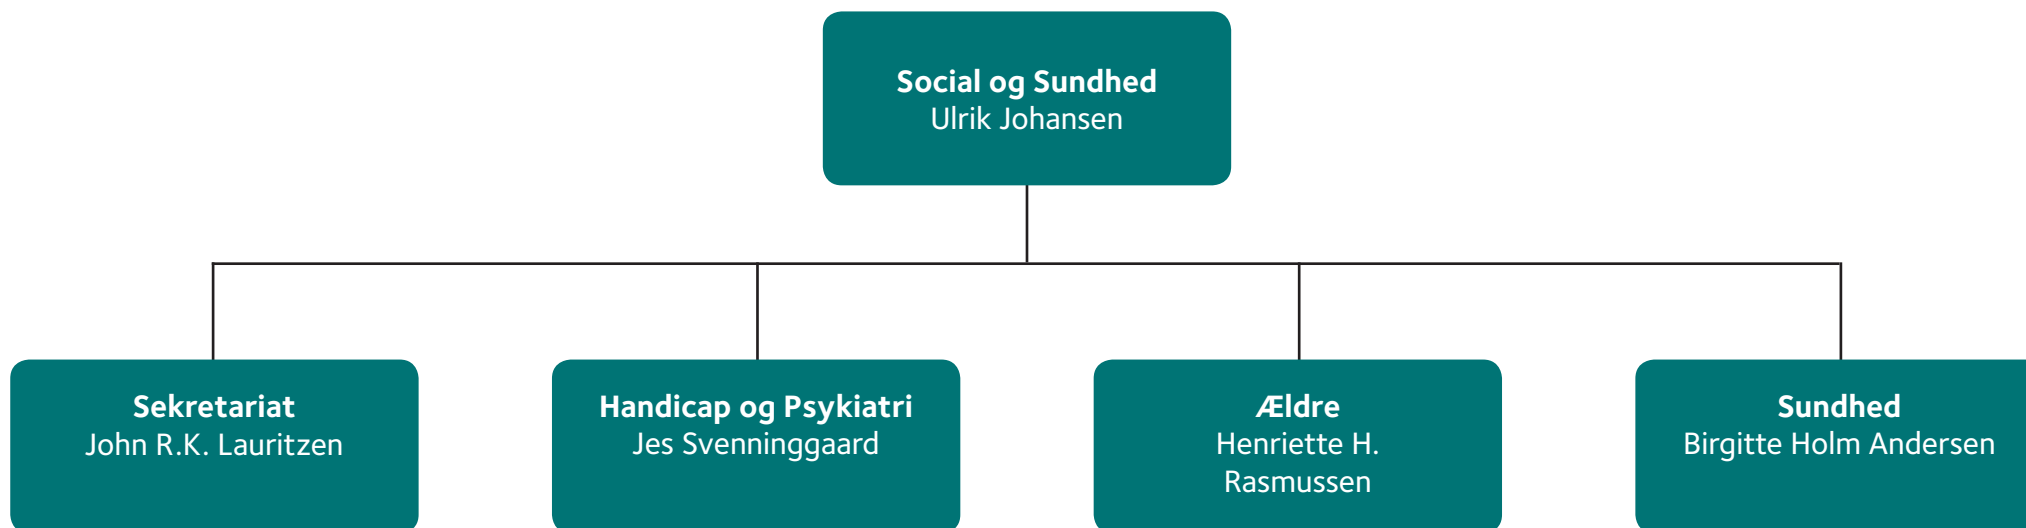 Social og Sundhed
Ulrik Johansen
Sekretariat
John R.K. Lauritzen
Handicap og Psykiatri
Jes Svenninggaard
Ældre
Henriette H.
Rasmussen
Sundhed
Birgitte Holm Andersen